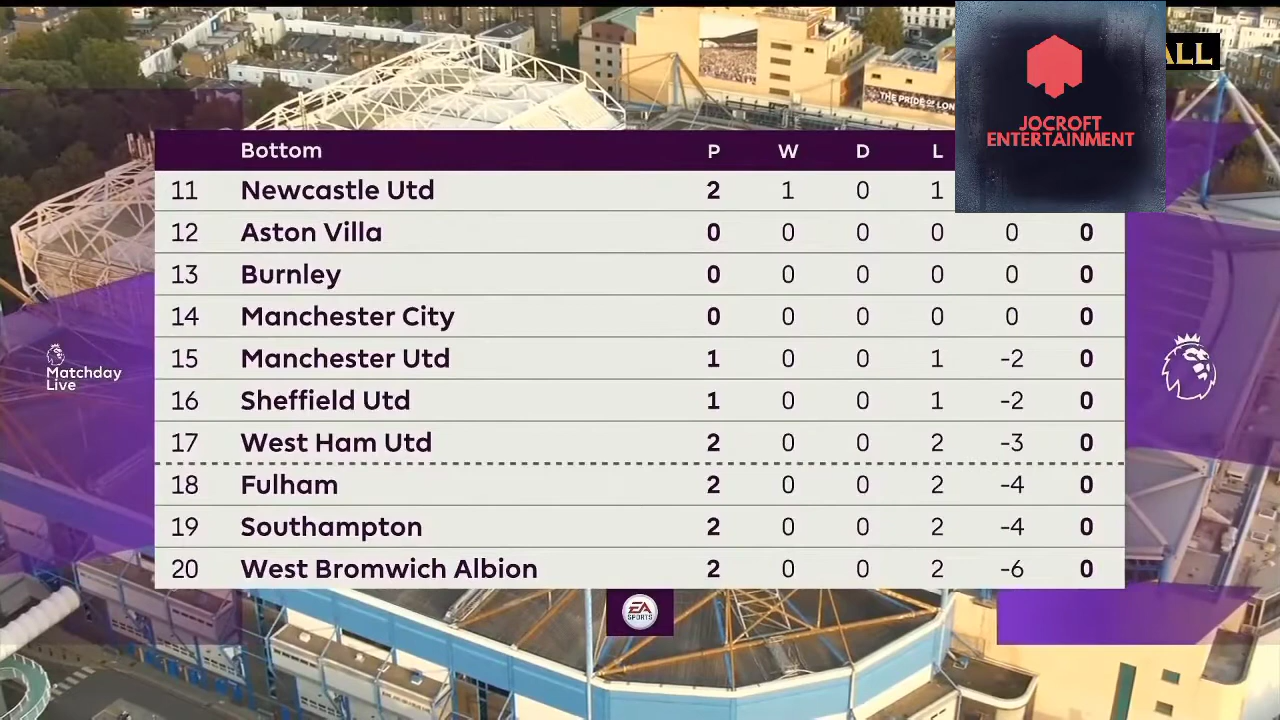 ALL
THE PRIDE OF LON
JOCROFT
ENTERTAINMENT
Bottom P W D L
11 Newcastle Utd 2 1 0 1
12 Aston Villa 0 0 0 0 0 0
13 Burnley 0 0 0 0 0 0
14 Manchester City 0 0 0 0 0 0
15 Manchester Utd 1 0 0 1 -2 0
16 Sheffield Utd 1 0 0 1 -2 0
17 West Ham Utd 2 0 0 2 -3 0
18 Fulham 2 0 0 2 -4 0
19 Southampton 2 0 0 2 -4 0
20 West Bromwich Albion 2 0 0 2 -6 0
Matchday
Live
EA
SPORTS